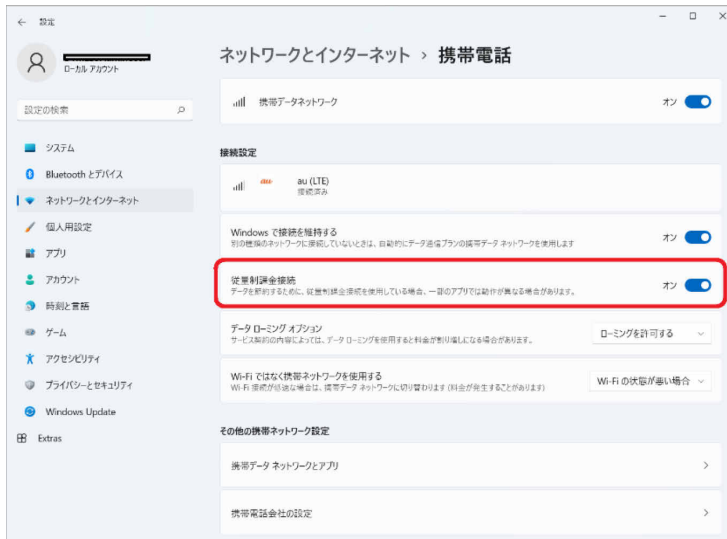 設定
ローカル アカウント
設定の検索
システム
Bluetooth とデバイス
ネットワークとインターネット
個人用設定
アプリ
アカウント
時刻と言語
ゲーム
アクセシビリティ
プライバシーとセキュリティ
Windows Update
Extras
ネットワークとインターネット › 携帯電話
携帯データネットワーク
オン
接続設定
au
au (LTE)
接続済み
Windows で接続を維持する
別の種類のネットワークに接続していないときは、自動的にデータ通信プランの携帯データ ネットワークを使用します
オン
従量制課金接続
データを節約するために、従量制課金接続を使用している場合、一部のアプリでは動作が異なる場合があります。
オン
データ ローミング オプション
サービス契約の内容によっては、データ ローミングを使用すると料金が割り増しになる場合があります。
ローミングを許可する
Wi-Fi ではなく携帯ネットワークを使用する
Wi-Fi 接続が低速な場合は、携帯データ ネットワークに切り替わります (料金が発生することがあります)
Wi-Fi の状態が悪い場合
その他の携帯ネットワーク設定
携帯データ ネットワークとアプリ
携帯電話会社の設定